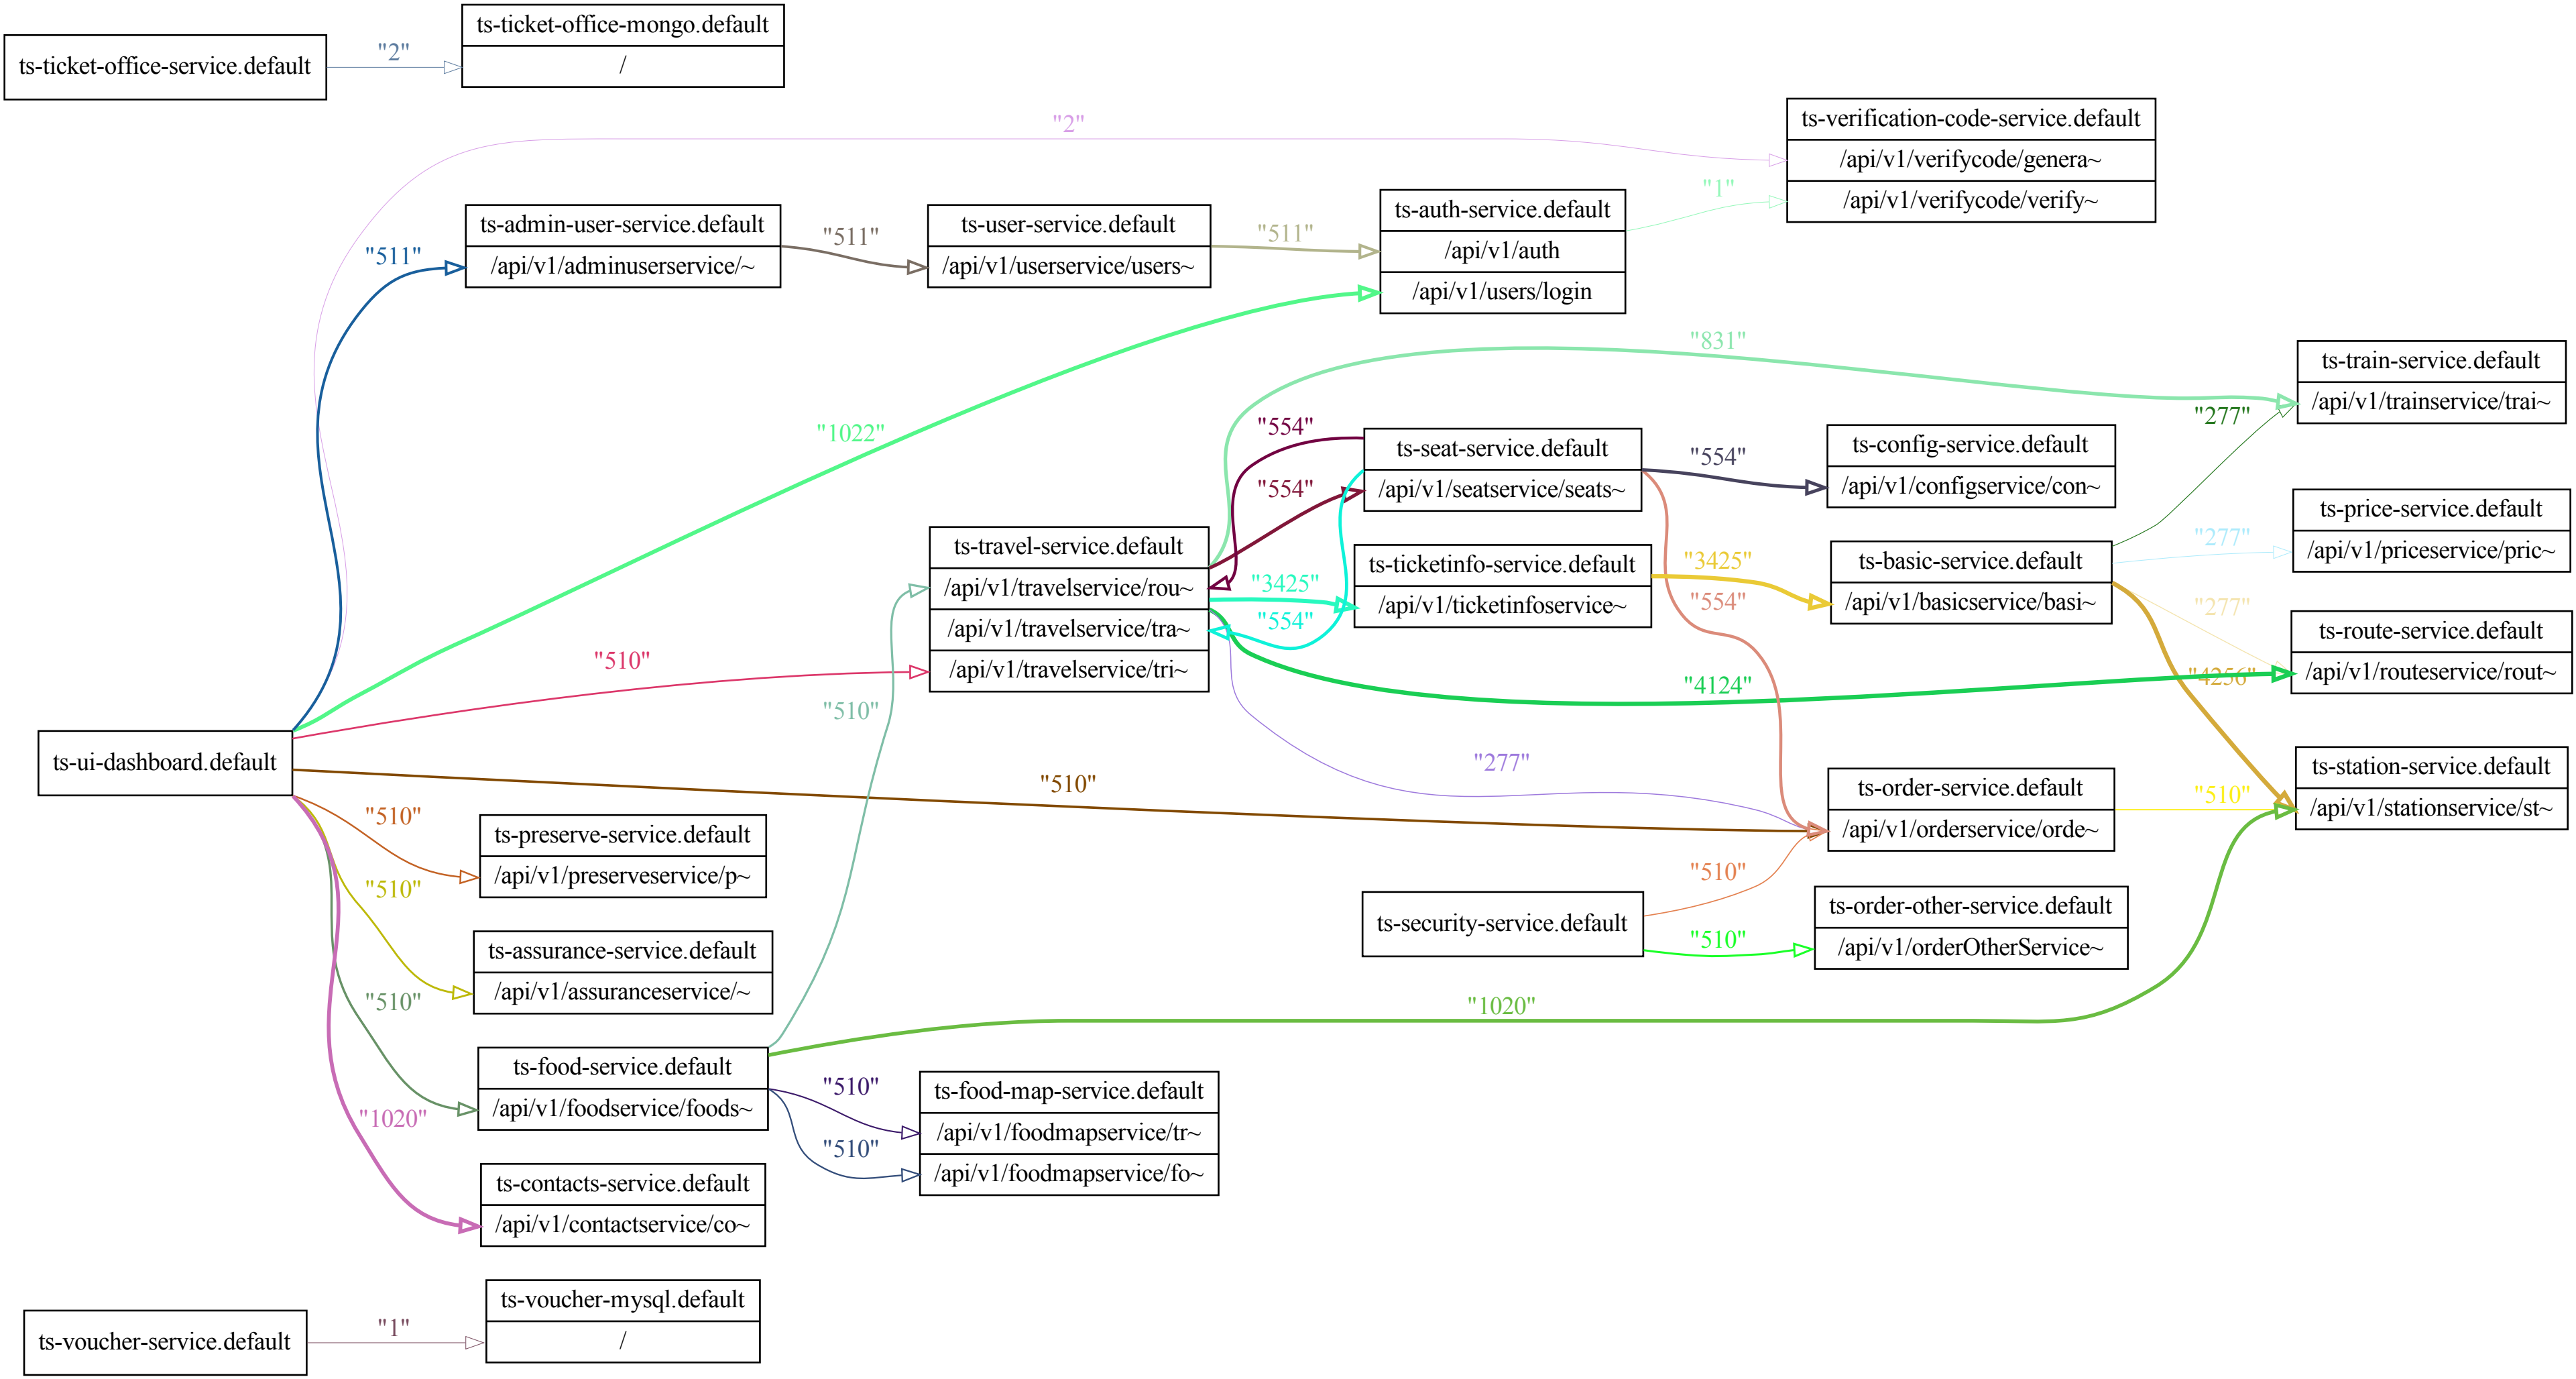 ts-ticket-office-service.default
"2"
ts-ticket-office-mongo.default
/
"2"
ts-verification-code-service.default
/api/v1/verifycode/genera~
/api/v1/verifycode/verify~
"511"
ts-admin-user-service.default
/api/v1/adminuserservice/~
"511"
ts-user-service.default
/api/v1/userservice/users~
"511"
ts-auth-service.default
/api/v1/auth
/api/v1/users/login
"1"
"1022"
"831"
ts-train-service.default
/api/v1/trainservice/trai~
"554"
"554"
ts-seat-service.default
/api/v1/seatservice/seats~
"554"
ts-config-service.default
/api/v1/configservice/con~
"277"
ts-price-service.default
/api/v1/priceservice/pric~
ts-travel-service.default
/api/v1/travelservice/rou~
/api/v1/travelservice/tra~
/api/v1/travelservice/tri~
"3425"
"554"
ts-ticketinfo-service.default
/api/v1/ticketinfoservice~
"3425"
"554"
ts-basic-service.default
/api/v1/basicservice/basi~
"277"
"277"
"4256"
ts-route-service.default
/api/v1/routeservice/rout~
"510"
"510"
"4124"
"277"
ts-ui-dashboard.default
"510"
ts-order-service.default
/api/v1/orderservice/orde~
"510"
ts-station-service.default
/api/v1/stationservice/st~
"510"
ts-preserve-service.default
/api/v1/preserveservice/p~
"510"
ts-assurance-service.default
/api/v1/assuranceservice/~
ts-security-service.default
"510"
"510"
ts-order-other-service.default
/api/v1/orderOtherService~
"510"
"1020"
ts-food-service.default
/api/v1/foodservice/foods~
"510"
"510"
ts-food-map-service.default
/api/v1/foodmapservice/tr~
/api/v1/foodmapservice/fo~
"1020"
ts-contacts-service.default
/api/v1/contactservice/co~
ts-voucher-service.default
"1"
ts-voucher-mysql.default
/